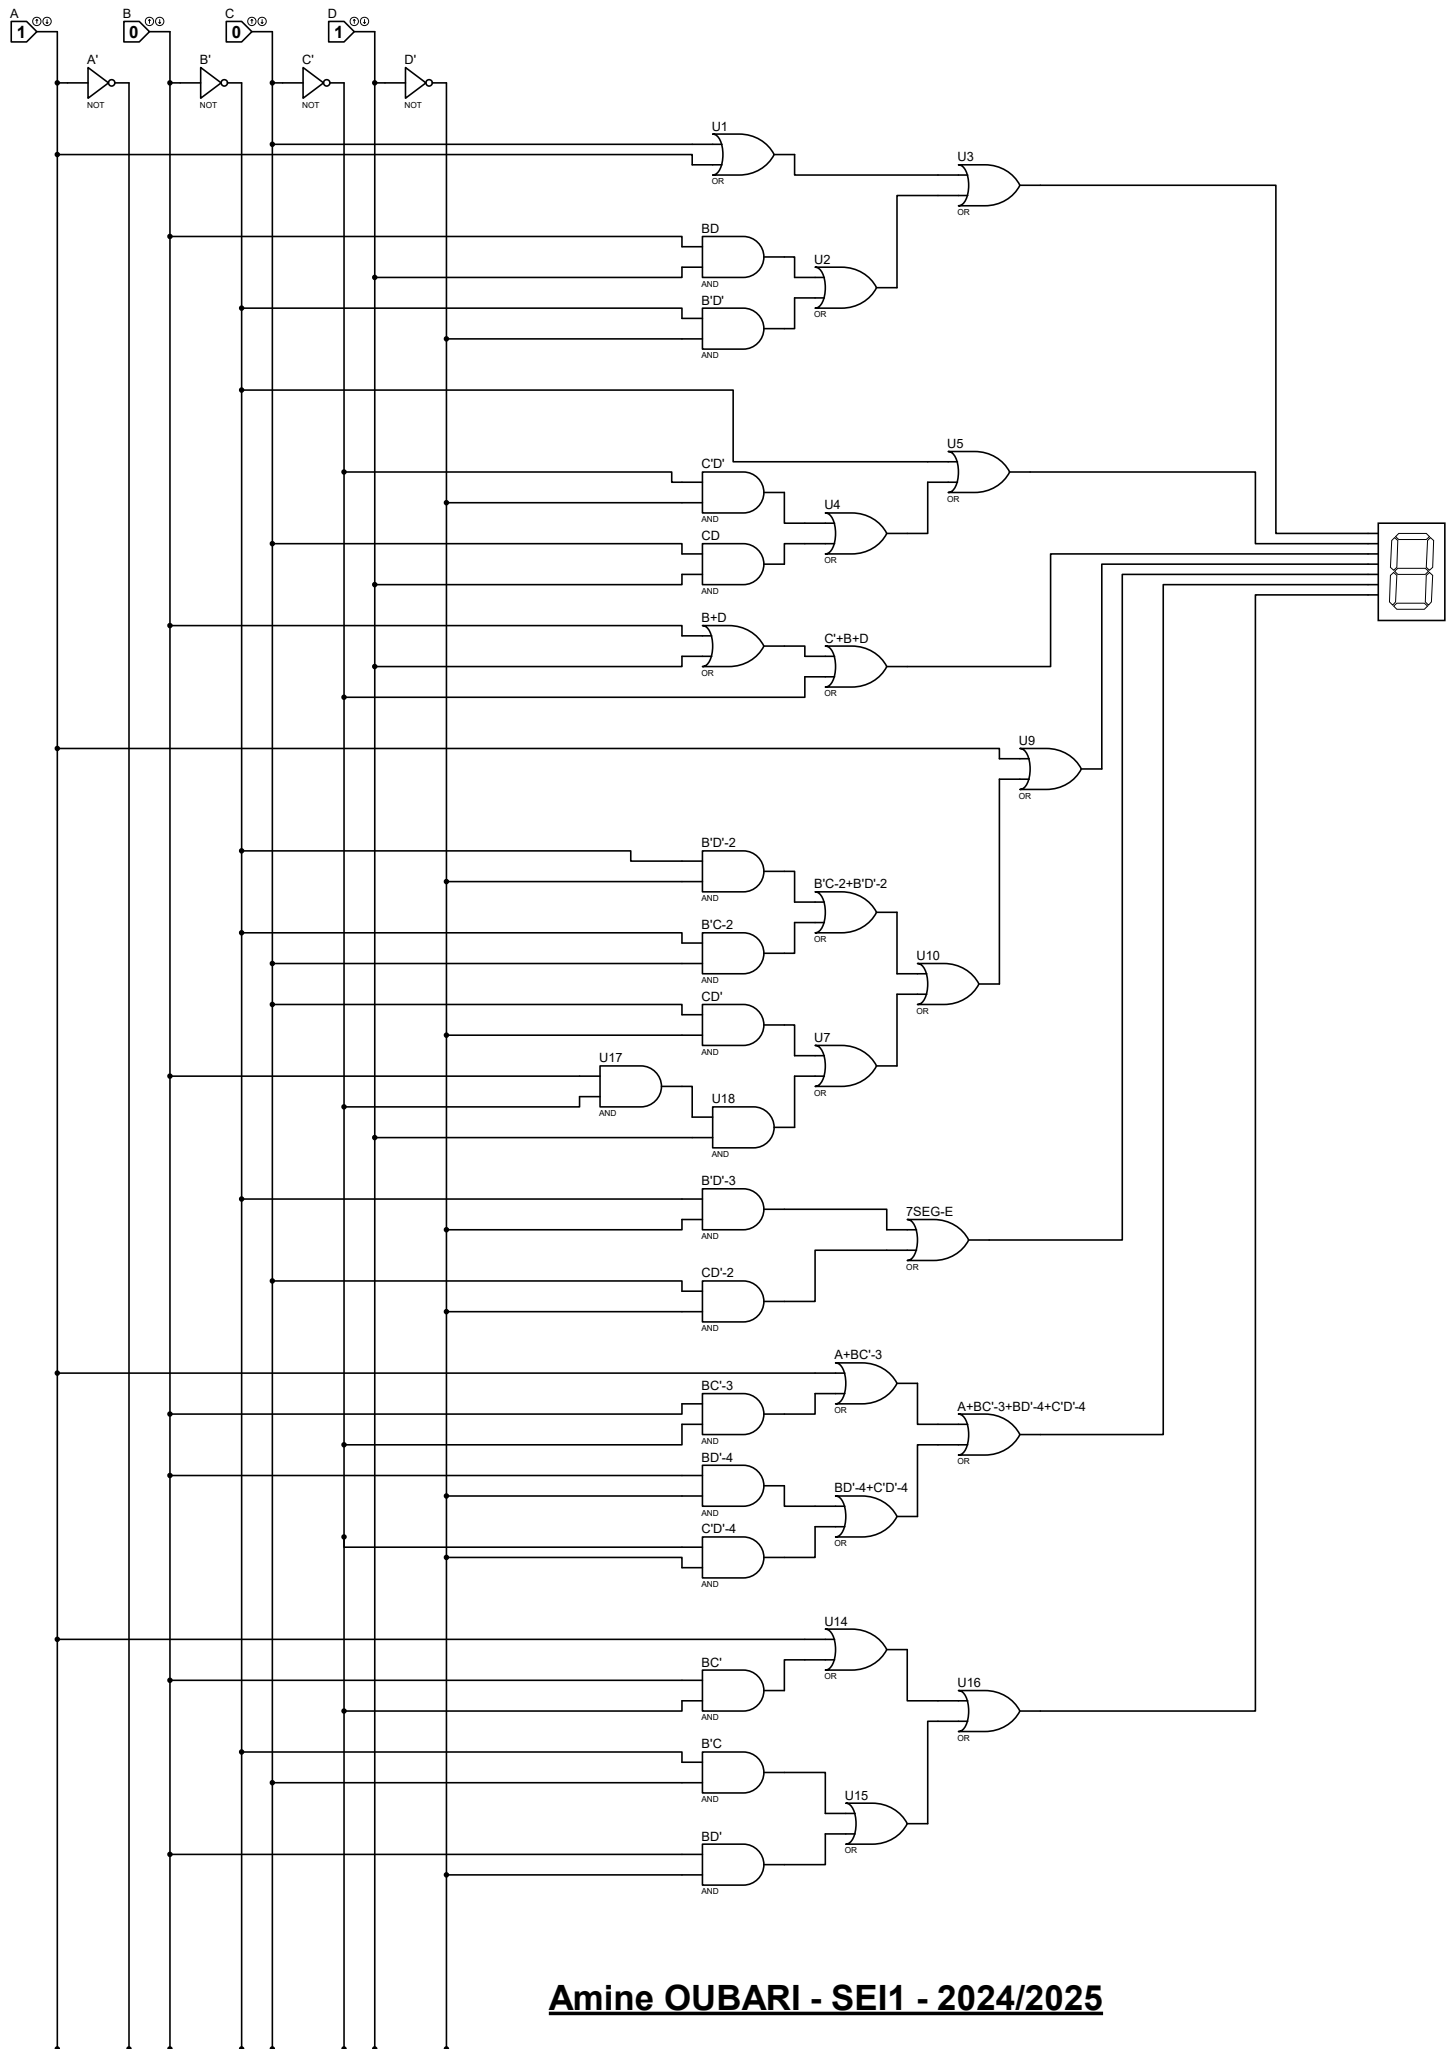 A B C D
1 0 0 1
A' B' C' D'
NOT NOT NOT NOT
U1
OR
U3
OR
BD
AND
U2
OR
B'D'
AND
U5
OR
C'D'
AND
U4
OR
CD
AND
B+D
OR
C'+B+D
OR
U9
OR
B'D'-2
AND
B'C-2+B'D'-2
OR
B'C-2
AND
U10
OR
CD'
AND
U7
OR
U17
AND
U18
AND
B'D'-3
AND
7SEG-E
OR
CD'-2
AND
A+BC'-3
OR
BC'-3
AND
A+BC'-3+BD'-4+C'D'-4
OR
BD'-4
AND
BD'-4+C'D'-4
OR
C'D'-4
AND
U14
OR
BC'
AND
U16
OR
B'C
AND
U15
OR
BD'
AND
Amine OUBARI - SEI1 - 2024/2025